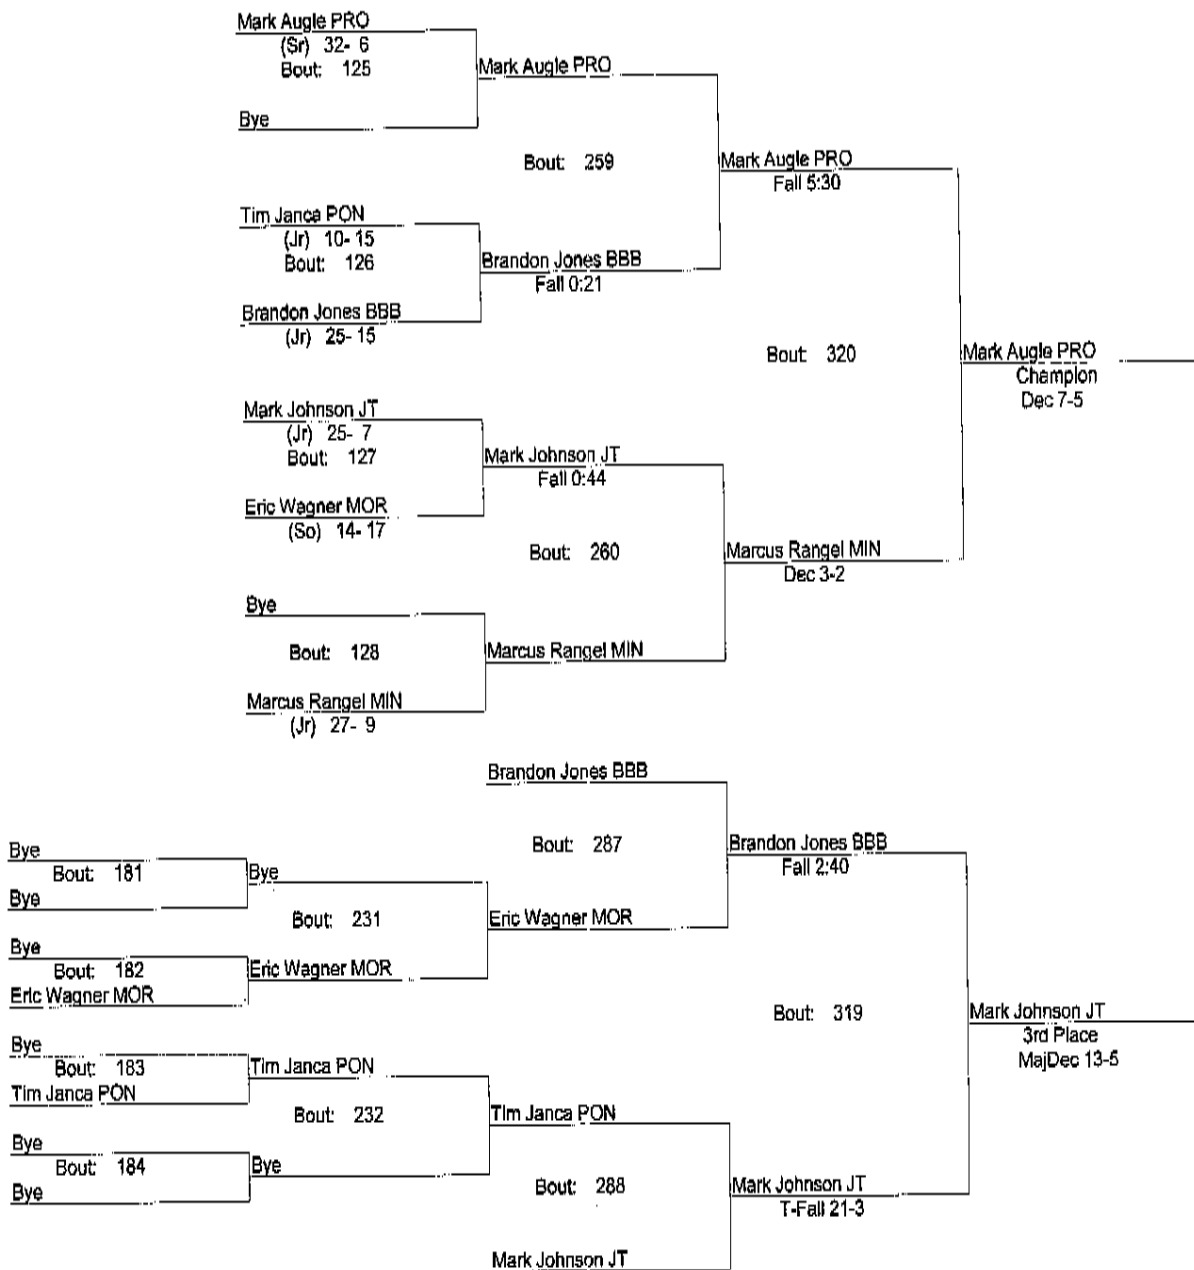 Mark Augle PRO
(Sr) 32- 6
Bout: 125
Mark Augle PRO
Bye
Bout: 259
Mark Augle PRO
Fall 5:30
Tim Janca PON
(Jr) 10- 15
Bout: 126
Brandon Jones BBB
Fall 0:21
Brandon Jones BBB
(Jr) 25- 15
Bout: 320
Mark Augle PRO
Champion
Dec 7-5
Mark Johnson JT
(Jr) 25- 7
Bout: 127
Mark Johnson JT
Fall 0:44
Eric Wagner MOR
(So) 14- 17
Bout: 260
Marcus Rangel MIN
Dec 3-2
Bye
Bout: 128
Marcus Rangel MIN
Marcus Rangel MIN
(Jr) 27- 9
Brandon Jones BBB
Bout: 287
Brandon Jones BBB
Fall 2:40
Bye
Bout: 181
Bye
Bye
Bout: 231
Eric Wagner MOR
Bye
Bout: 182
Eric Wagner MOR
Eric Wagner MOR
Bout: 319
Mark Johnson JT
3rd Place
MajDec 13-5
Bye
Bout: 183
Tim Janca PON
Tim Janca PON
Bout: 232
Tim Janca PON
Bye
Bout: 184
Bye
Bye
Bout: 288
Mark Johnson JT
T-Fall 21-3
Mark Johnson JT